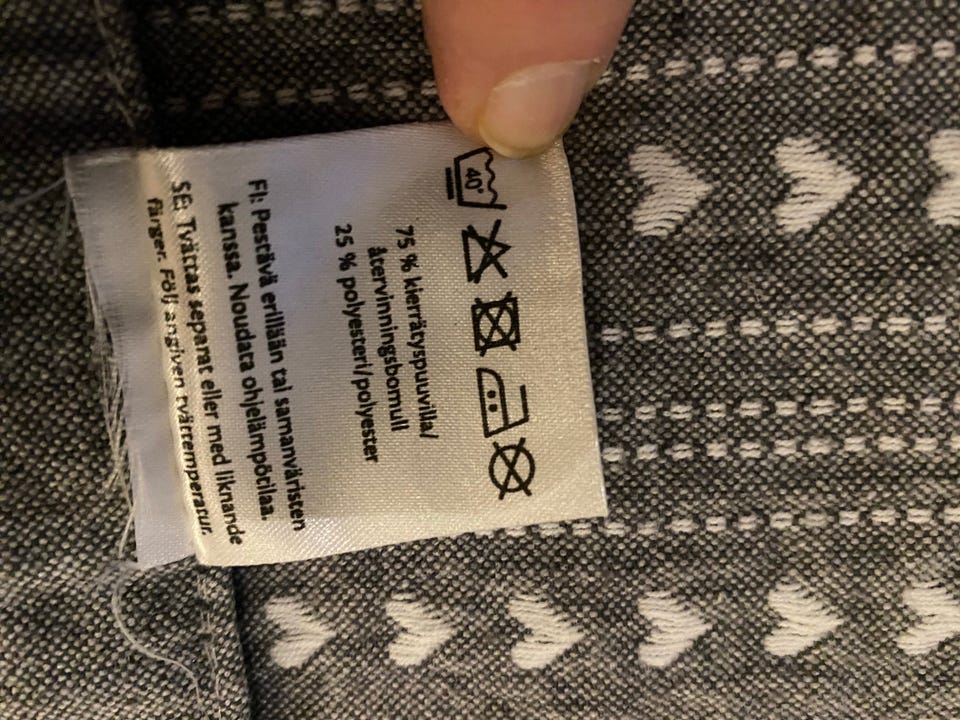 40°
75 % kierrätyspuuvilla/
återvinningsbomull
25 % polyesteri/polyester
FI: Pestävä erillään tai samanväristen
kanssa. Noudata ohjelämpötilaa.
SE: Tvättas separat eller med liknande
färger. Följ angiven tvättemperatur.